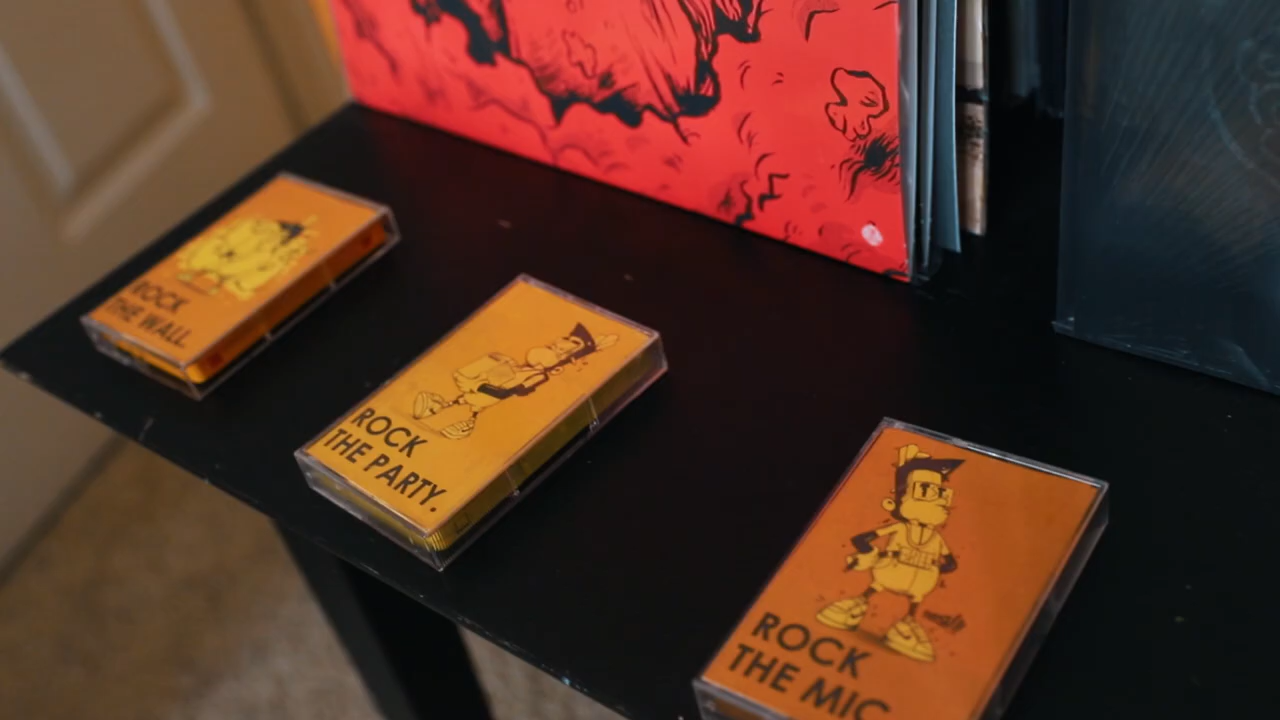 ROCK
THE WALL
ROCK
THE PARTY.
ROCK
THE MIC